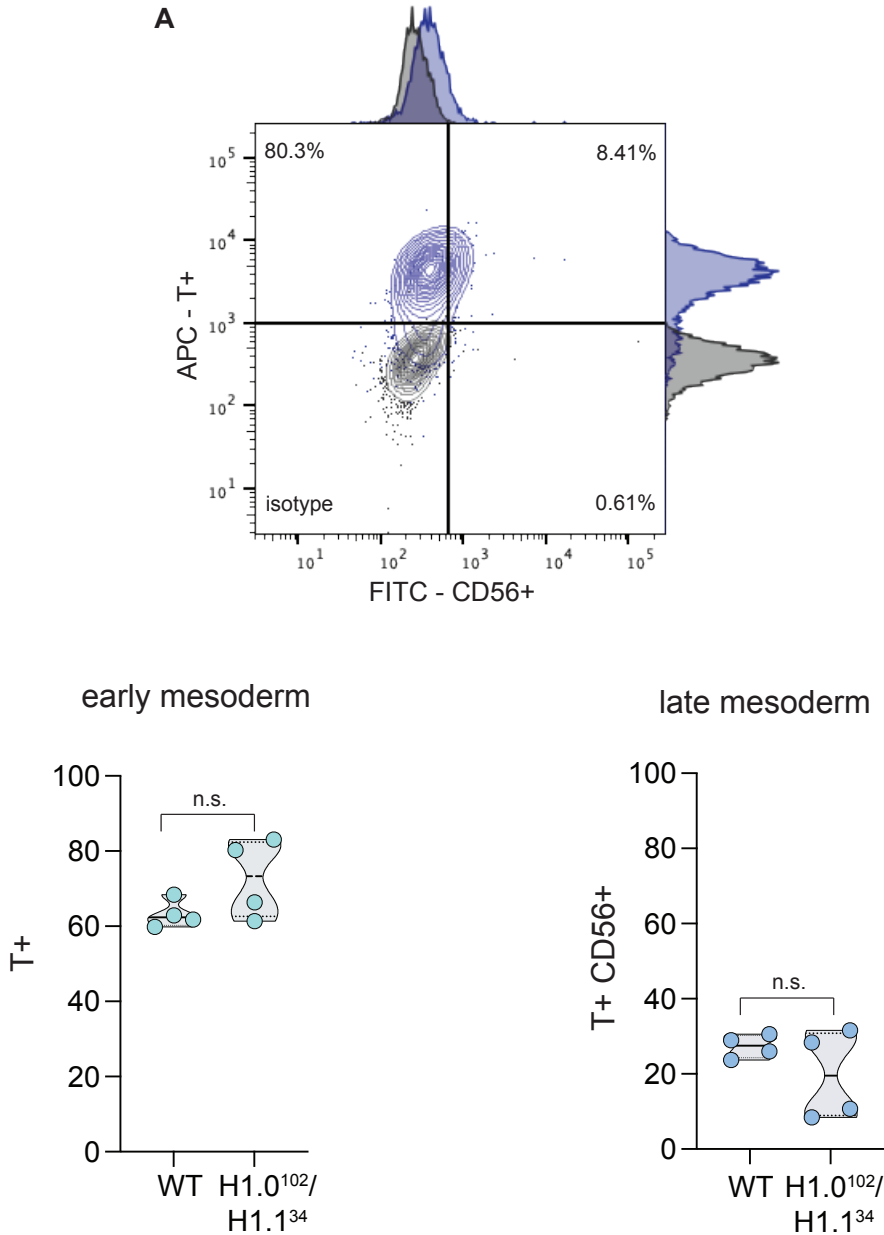 A
80.3%
8.41%
10⁵
10⁴
10³
10²
10¹
APC - T+
isotype
0.61%
10¹ 10² 10³ 10⁴ 10⁵
FITC - CD56+
early mesoderm
100
80
60
40
20
0
T+
n.s.
WT
H1.0¹⁰²/
H1.1³⁴
late mesoderm
100
80
60
40
20
0
T+ CD56+
n.s.
WT
H1.0¹⁰²/
H1.1³⁴